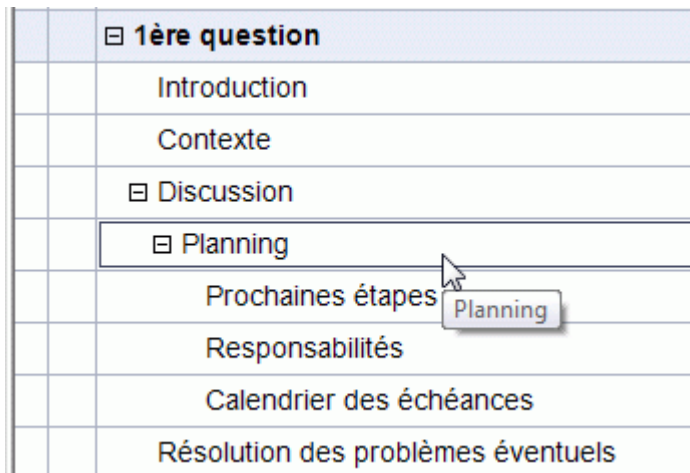 1ère question
Introduction
Contexte
Discussion
Planning
Prochaines étapes
Planning
Responsabilités
Calendrier des échéances
Résolution des problèmes éventuels